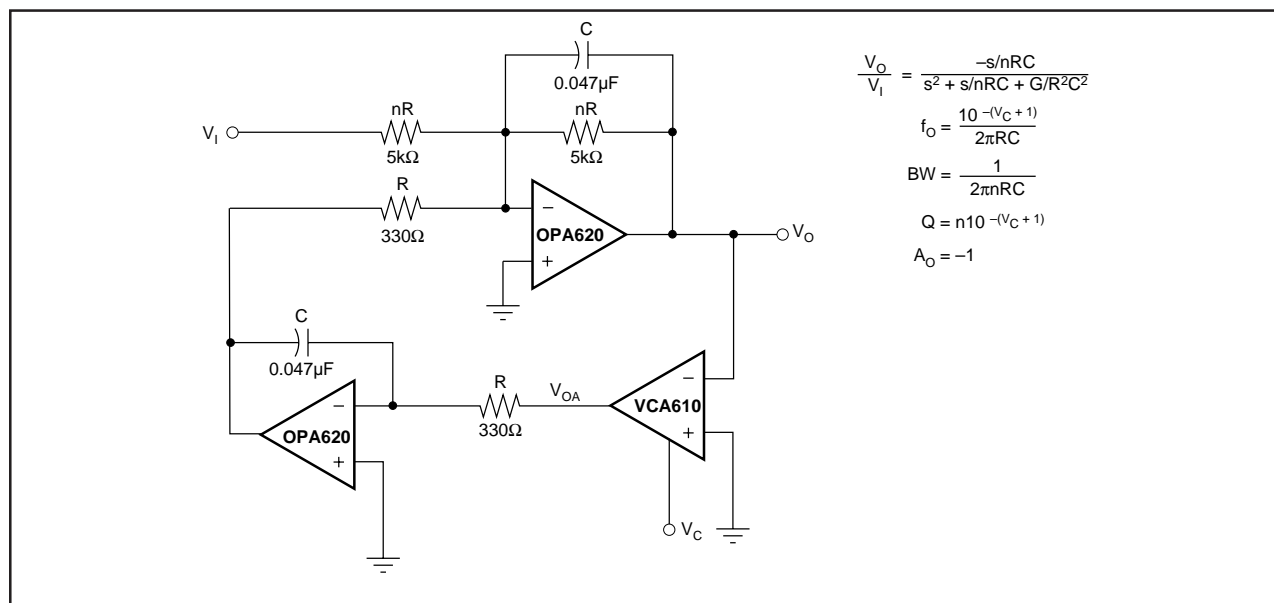 C
0.047µF
nR
5kΩ
nR
5kΩ
V_I
R
330Ω
−
OPA620
+
V_O
C
0.047µF
−
OPA620
+
R
330Ω
V_OA
−
VCA610
+
V_C
V_O / V_I = –s/nRC / s² + s/nRC + G/R²C²
f_O = 10^–(V_C + 1) / 2πRC
BW = 1 / 2πnRC
Q = n10^–(V_C + 1)
A_O = –1